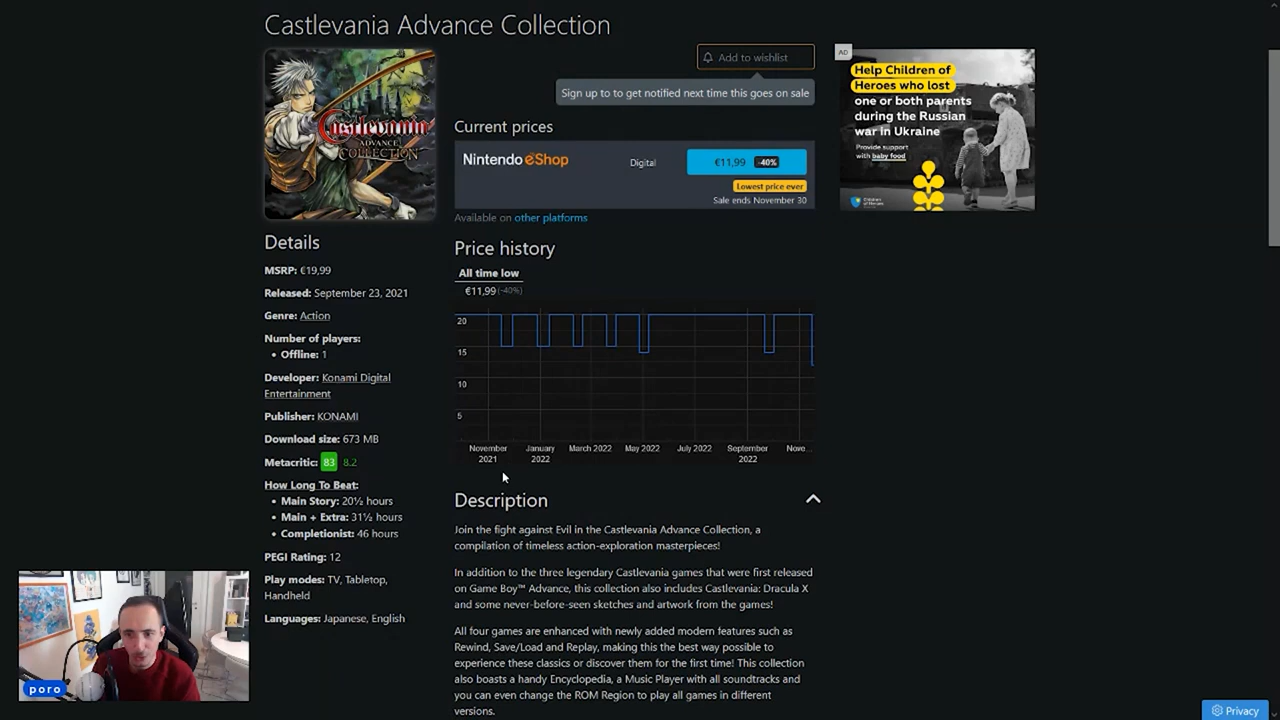 Castlevania Advance Collection
Castlevania
ADVANCE
COLLECTION
Add to wishlist
Sign up to to get notified next time this goes on sale
Current prices
Nintendo eShop
Digital
€11,99 -40%
Lowest price ever
Sale ends November 30
Available on other platforms
AD
Help Children of
Heroes who lost
one or both parents
during the Russian
war in Ukraine
Provide support
with baby food
Details
MSRP: €19,99
Released: September 23, 2021
Genre: Action
Number of players:
• Offline: 1
Developer: Konami Digital
Entertainment
Publisher: KONAMI
Download size: 673 MB
Metacritic: 83 8.2
How Long To Beat:
• Main Story: 20½ hours
• Main + Extra: 31½ hours
• Completionist: 46 hours
PEGI Rating: 12
Play modes: TV, Tabletop,
Handheld
Languages: Japanese, English
Price history
All time low
€11,99 (-40%)
20
15
10
5
November
2021
January
2022
March 2022
May 2022
July 2022
September
2022
Nove...
Description
Join the fight against Evil in the Castlevania Advance Collection, a
compilation of timeless action-exploration masterpieces!
In addition to the three legendary Castlevania games that were first released
on Game Boy™ Advance, this collection also includes Castlevania: Dracula X
and some never-before-seen sketches and artwork from the games!
All four games are enhanced with newly added modern features such as
Rewind, Save/Load and Replay, making this the best way possible to
experience these classics or discover them for the first time! This collection
also boasts a handy Encyclopedia, a Music Player with all soundtracks and
you can even change the ROM Region to play all games in different
versions.
poro
Privacy